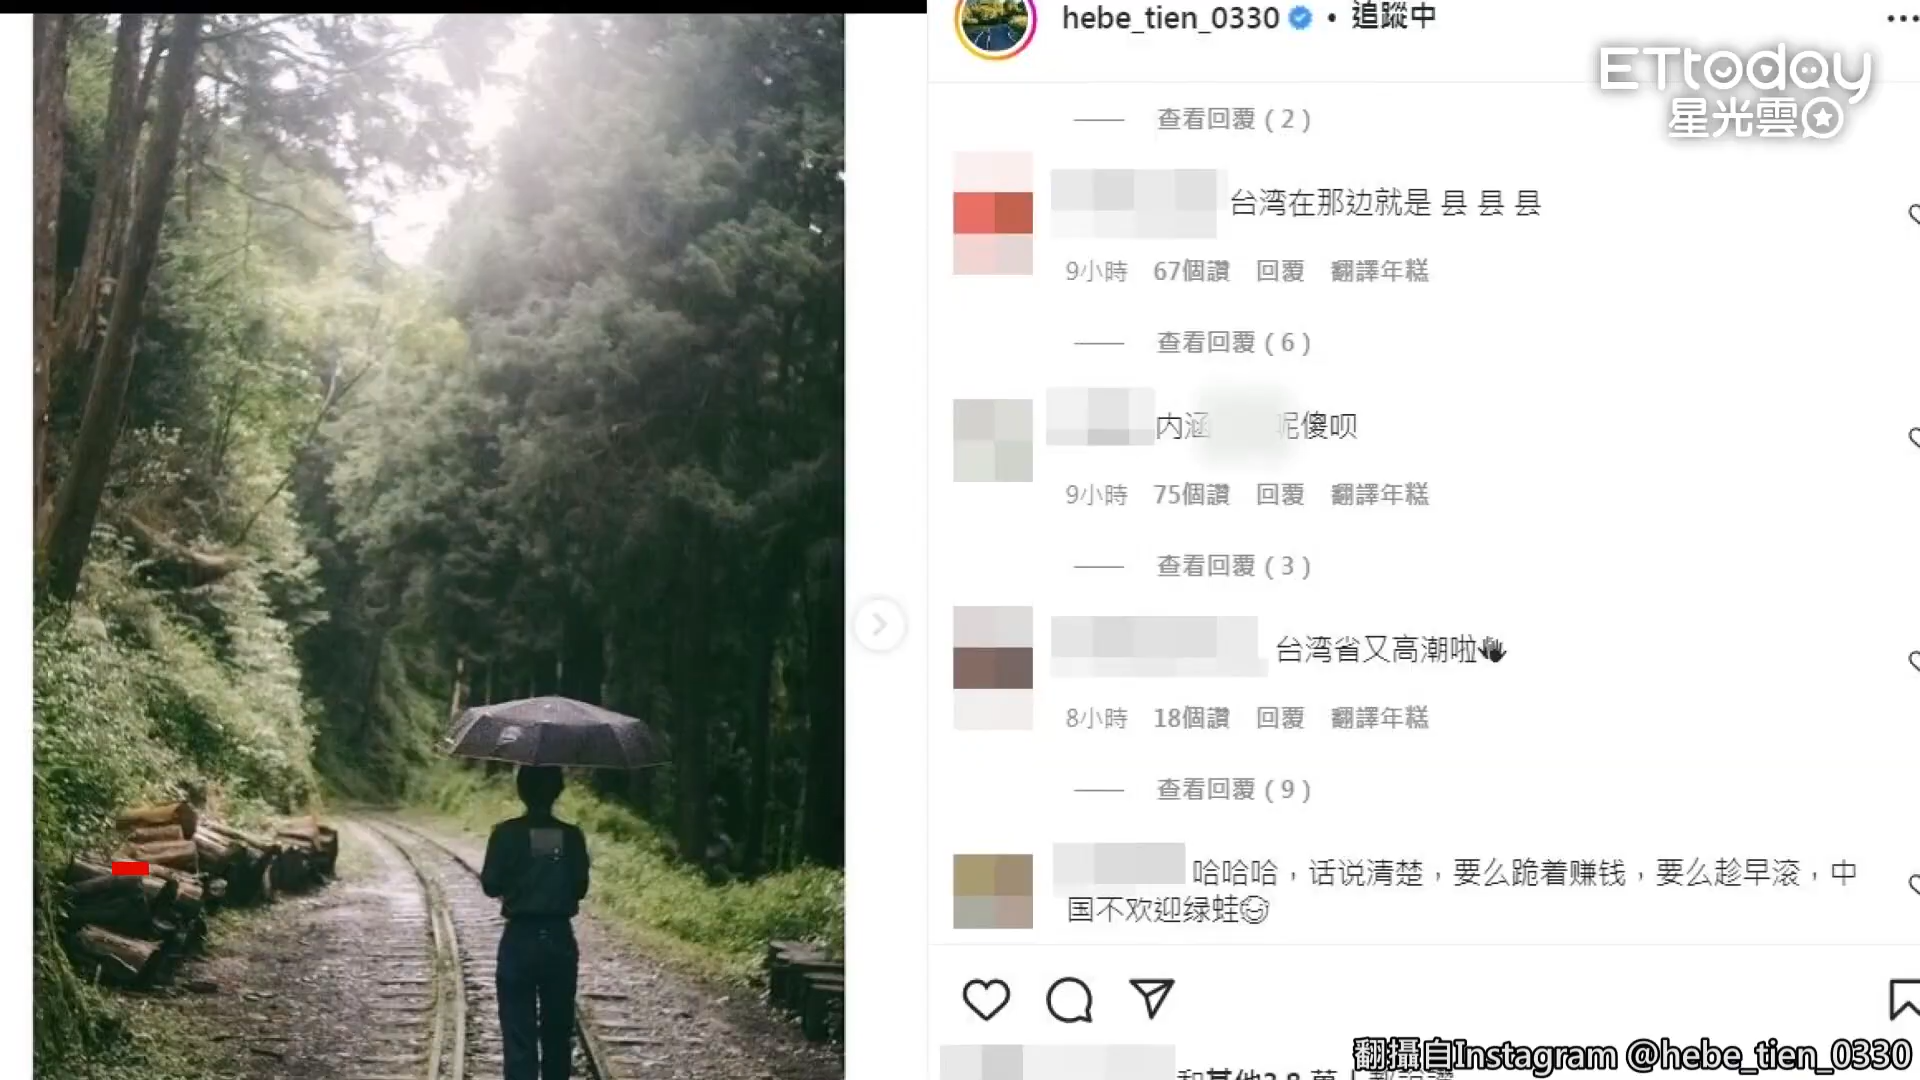 hebe_tien_0330 • 追蹤中
ETtoday
星光雲
查看回覆 ( 2 )
台湾在那边就是 县 县 县
9小時 67個讚 回覆 翻譯年糕
查看回覆 ( 6 )
内涵 呢傻呗
9小時 75個讚 回覆 翻譯年糕
查看回覆 ( 3 )
台湾省又高潮啦👋
8小時 18個讚 回覆 翻譯年糕
查看回覆 ( 9 )
哈哈哈，话说清楚，要么跪着赚钱，要么趁早滚，中
国不欢迎绿蛙😊
翻攝自Instagram @hebe_tien_0330